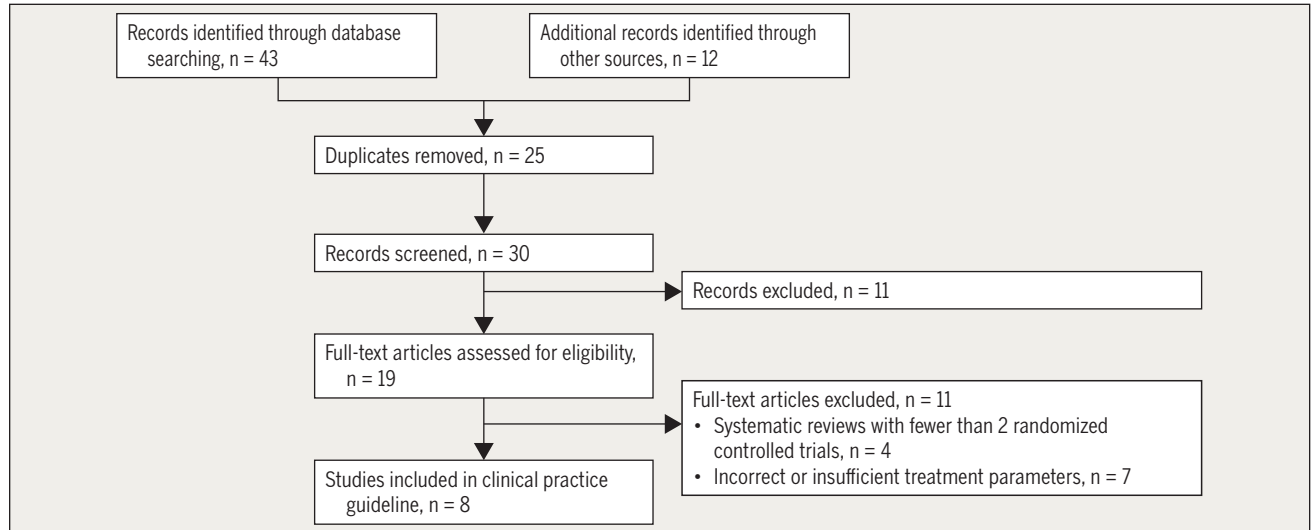 Records identified through database
searching, n = 43
Additional records identified through
other sources, n = 12
Duplicates removed, n = 25
Records screened, n = 30
Records excluded, n = 11
Full-text articles assessed for eligibility,
n = 19
Full-text articles excluded, n = 11
• Systematic reviews with fewer than 2 randomized
controlled trials, n = 4
• Incorrect or insufficient treatment parameters, n = 7
Studies included in clinical practice
guideline, n = 8